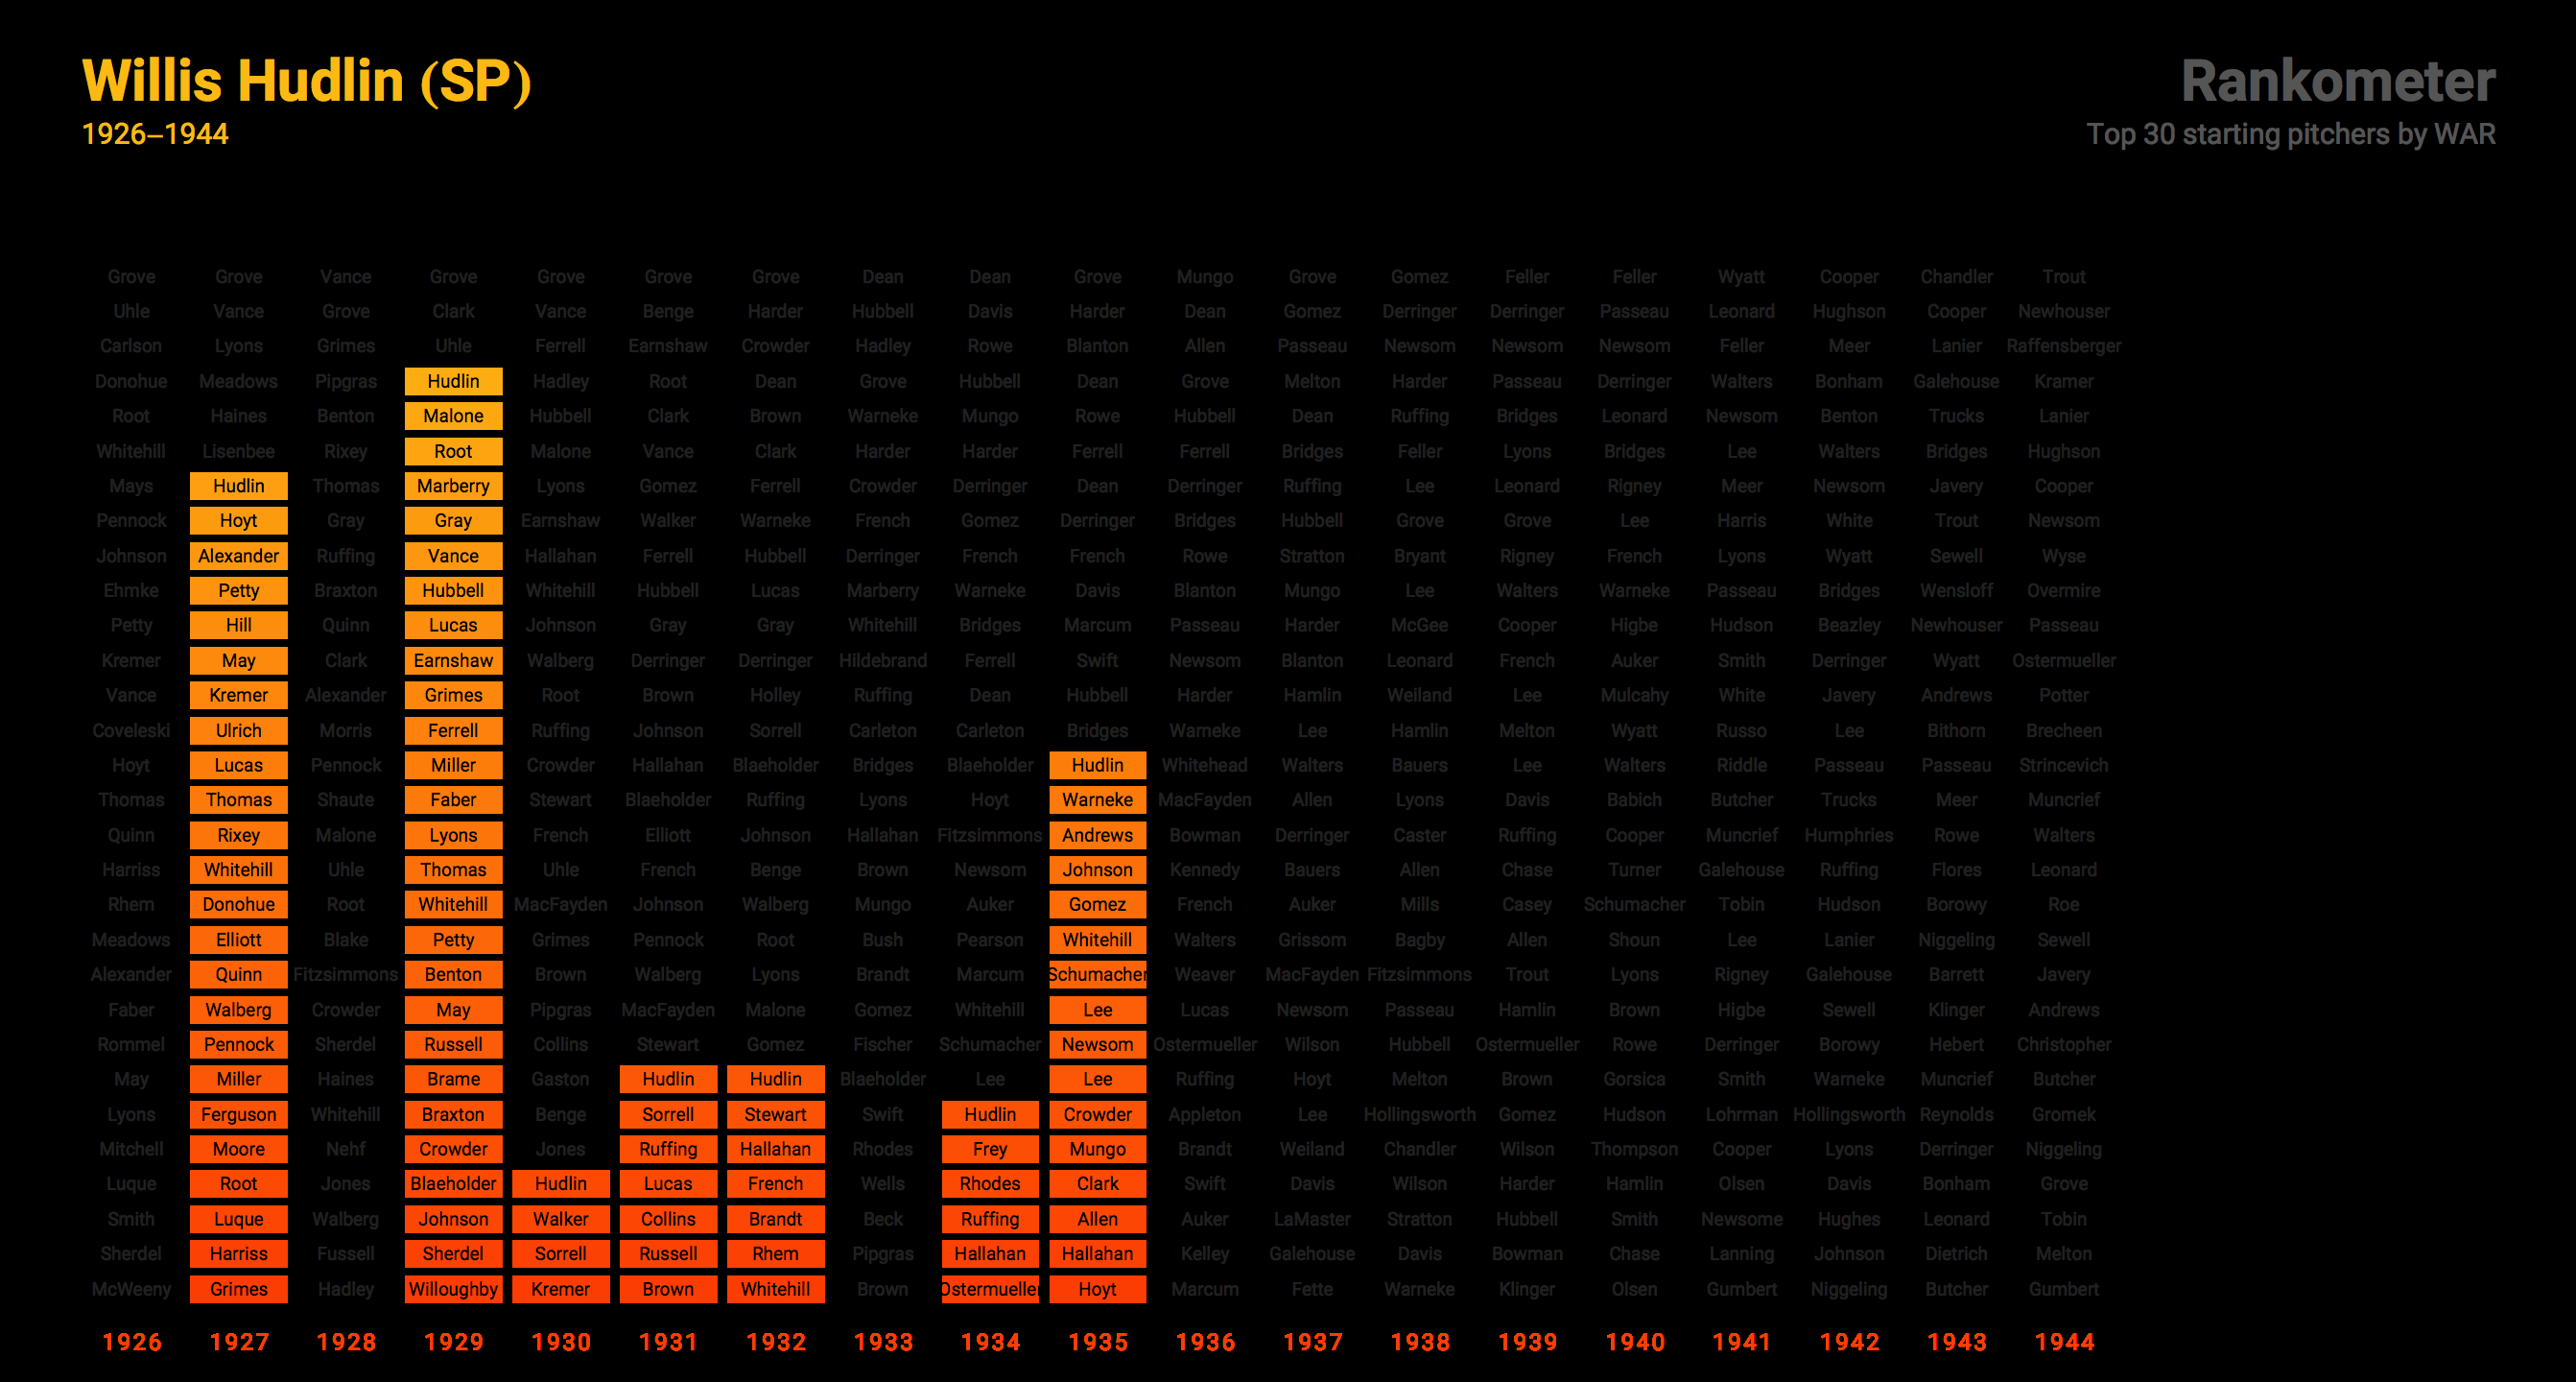 Willis Hudlin (SP)
1926–1944
Rankometer
Top 30 starting pitchers by WAR
Grove Grove Vance Grove Grove Grove Grove Dean Dean Grove Mungo Grove Gomez Feller Feller Wyatt Cooper Chandler Trout
Uhle Vance Grove Clark Vance Benge Harder Hubbell Davis Harder Dean Gomez Derringer Derringer Passeau Leonard Hughson Cooper Newhouser
Carlson Lyons Grimes Uhle Ferrell Earnshaw Crowder Hadley Rowe Blanton Allen Passeau Newsom Newsom Newsom Feller Meer Lanier Raffensberger
Donohue Meadows Pipgras Hudlin Hadley Root Dean Grove Hubbell Dean Grove Melton Harder Passeau Derringer Walters Bonham Galehouse Kramer
Root Haines Benton Malone Hubbell Clark Brown Warneke Mungo Rowe Hubbell Dean Ruffing Bridges Leonard Newsom Benton Trucks Lanier
Whitehill Lisenbee Rixey Root Malone Vance Clark Harder Harder Ferrell Ferrell Bridges Feller Lyons Bridges Lee Walters Bridges Hughson
Mays Hudlin Thomas Marberry Lyons Gomez Ferrell Crowder Derringer Dean Derringer Ruffing Lee Leonard Rigney Meer Newsom Javery Cooper
Pennock Hoyt Gray Gray Earnshaw Walker Warneke French Gomez Derringer Bridges Hubbell Grove Grove Lee Harris White Trout Newsom
Johnson Alexander Ruffing Vance Hallahan Ferrell Hubbell Derringer French French Rowe Stratton Bryant Rigney French Lyons Wyatt Sewell Wyse
Ehmke Petty Braxton Hubbell Whitehill Hubbell Lucas Marberry Warneke Davis Blanton Mungo Lee Walters Warneke Passeau Bridges Wensloff Overmire
Petty Hill Quinn Lucas Johnson Gray Gray Whitehill Bridges Marcum Passeau Harder McGee Cooper Higbe Hudson Beazley Newhouser Passeau
Kremer May Clark Earnshaw Walberg Derringer Derringer Hildebrand Ferrell Swift Newsom Blanton Leonard French Auker Smith Derringer Wyatt Ostermueller
Vance Kremer Alexander Grimes Root Brown Holley Ruffing Dean Hubbell Harder Hamlin Weiland Lee Mulcahy White Javery Andrews Potter
Coveleski Ulrich Morris Ferrell Ruffing Johnson Sorrell Carleton Carleton Bridges Warneke Lee Hamlin Melton Wyatt Russo Lee Bithorn Brecheen
Hoyt Lucas Pennock Miller Crowder Hallahan Blaeholder Bridges Blaeholder Hudlin Whitehead Walters Bauers Lee Walters Riddle Passeau Passeau Strincevich
Thomas Thomas Shaute Faber Stewart Blaeholder Ruffing Lyons Hoyt Warneke MacFayden Allen Lyons Davis Babich Butcher Trucks Meer Muncrief
Quinn Rixey Malone Lyons French Elliott Johnson Hallahan Fitzsimmons Andrews Bowman Derringer Caster Ruffing Cooper Muncrief Humphries Rowe Walters
Harriss Whitehill Uhle Thomas Uhle French Benge Brown Newsom Johnson Kennedy Bauers Allen Chase Turner Galehouse Ruffing Flores Leonard
Rhem Donohue Root Whitehill MacFayden Johnson Walberg Mungo Auker Gomez French Auker Mills Casey Schumacher Tobin Hudson Borowy Roe
Meadows Elliott Blake Petty Grimes Pennock Root Bush Pearson Whitehill Walters Grissom Bagby Allen Shoun Lee Lanier Niggeling Sewell
Alexander Quinn Fitzsimmons Benton Brown Walberg Lyons Brandt Marcum Schumacher Weaver MacFayden Fitzsimmons Trout Lyons Rigney Galehouse Barrett Javery
Faber Walberg Crowder May Pipgras MacFayden Malone Gomez Whitehill Lee Lucas Newsom Passeau Hamlin Brown Higbe Sewell Klinger Andrews
Rommel Pennock Sherdel Russell Collins Stewart Gomez Fischer Schumacher Newsom Ostermueller Wilson Hubbell Ostermueller Rowe Derringer Borowy Hebert Christopher
May Miller Haines Brame Gaston Hudlin Hudlin Blaeholder Lee Lee Ruffing Hoyt Melton Brown Gorsica Smith Warneke Muncrief Butcher
Lyons Ferguson Whitehill Braxton Benge Sorrell Stewart Swift Hudlin Crowder Appleton Lee Hollingsworth Gomez Hudson Lohrman Hollingsworth Reynolds Gromek
Mitchell Moore Nehf Crowder Jones Ruffing Hallahan Rhodes Frey Mungo Brandt Weiland Chandler Wilson Thompson Cooper Lyons Derringer Niggeling
Luque Root Jones Blaeholder Hudlin Lucas French Wells Rhodes Clark Swift Davis Wilson Harder Hamlin Olsen Davis Bonham Grove
Smith Luque Walberg Johnson Walker Collins Brandt Beck Ruffing Allen Auker LaMaster Stratton Hubbell Smith Newsome Hughes Leonard Tobin
Sherdel Harriss Fussell Sherdel Sorrell Russell Rhem Pipgras Hallahan Hallahan Kelley Galehouse Davis Bowman Chase Lanning Johnson Dietrich Melton
McWeeny Grimes Hadley Willoughby Kremer Brown Whitehill Brown Ostermueller Hoyt Marcum Fette Warneke Klinger Olsen Gumbert Niggeling Butcher Gumbert
1926 1927 1928 1929 1930 1931 1932 1933 1934 1935 1936 1937 1938 1939 1940 1941 1942 1943 1944